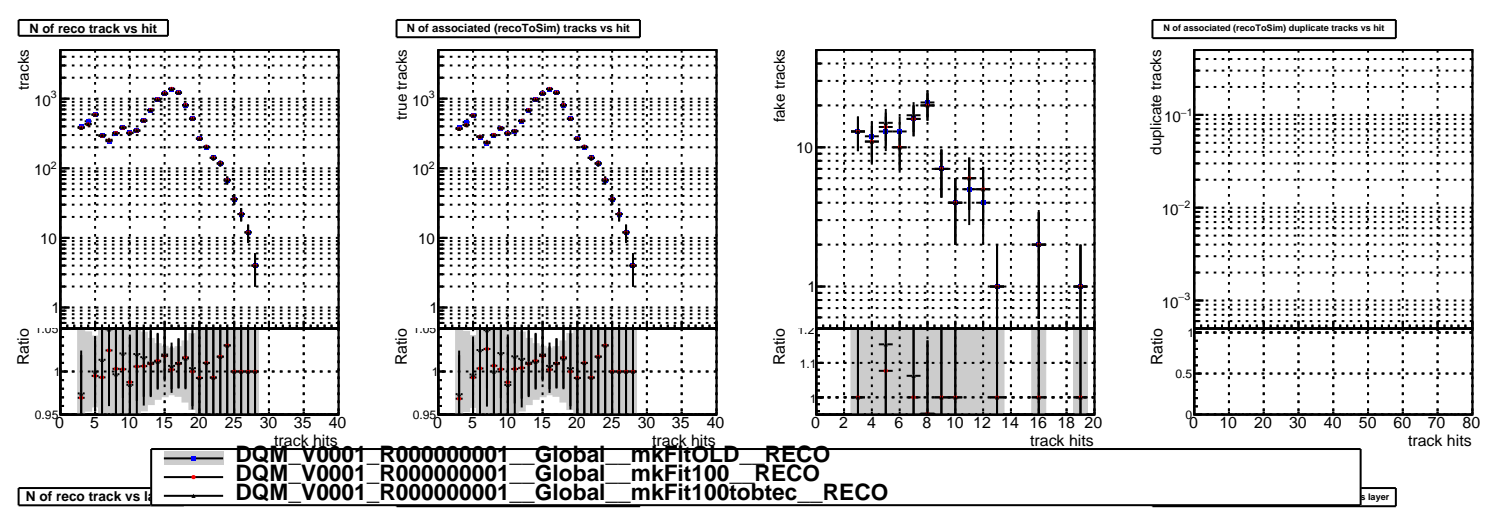 N of reco track vs hit
N of associated (recoToSim) tracks vs hit
N of associated (recoToSim) duplicate tracks vs hit
tracks
10³
10²
10
1
Ratio
1.05
1
0.95
0 5 10 15 20 25 30 35 40
track hits
true tracks
10³
10²
10
1
Ratio
1.05
1
0.95
0 5 10 15 20 25 30 35 40
track hits
fake tracks
10
1
Ratio
1.2
1.1
1
0 2 4 6 8 10 12 14 16 18 20
track hits
duplicate tracks
10⁻¹
10⁻²
10⁻³
Ratio
1
0.5
0
0 10 20 30 40 50 60 70 80
track hits
DQM_V0001_R000000001__Global__mkFitOLD__RECO
DQM_V0001_R000000001__Global__mkFit100__RECO
DQM_V0001_R000000001__Global__mkFit100tobtec__RECO
N of reco track vs la
s layer